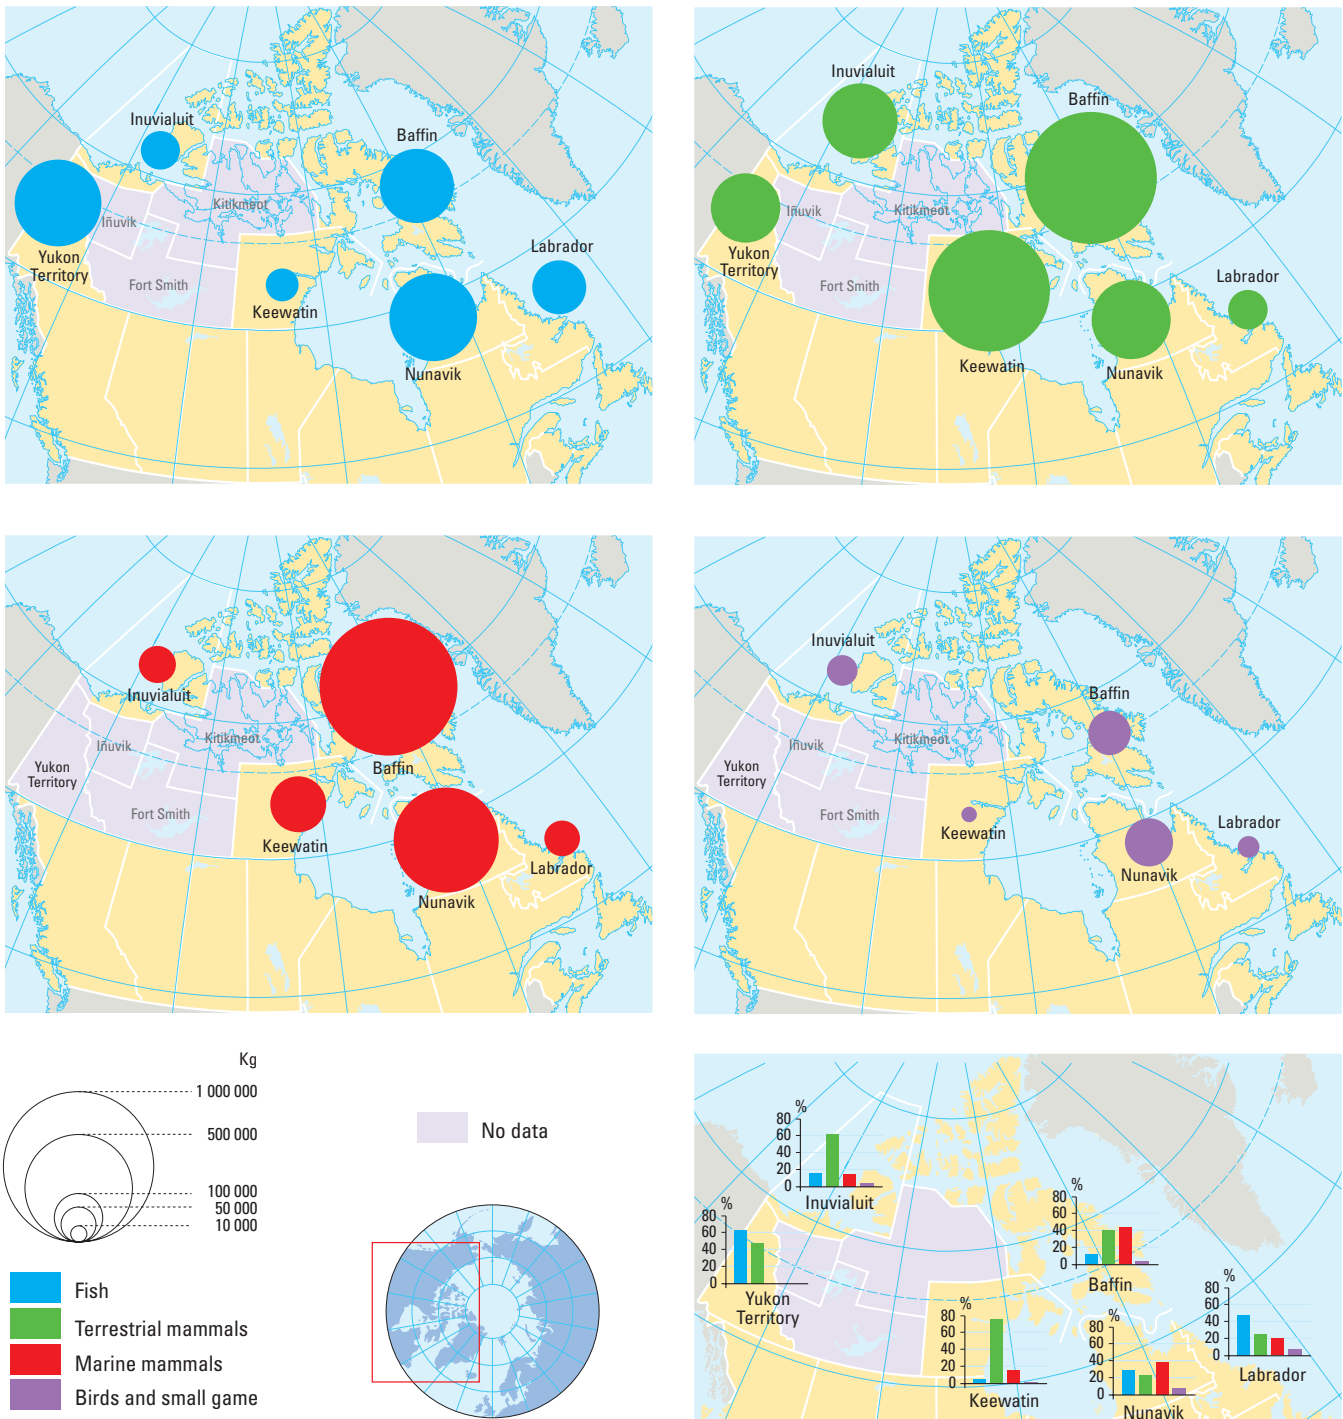 Inuvialuit
Baffin
Iñuvik
Kitikmeot
Yukon
Territory
Labrador
Fort Smith
Keewatin
Nunavik
Inuvialuit
Baffin
Iñuvik
Kitikmeot
Yukon
Territory
Fort Smith
Labrador
Keewatin
Nunavik
Inuvialuit
Iñuvik
Kitikmeot
Yukon
Territory
Baffin
Fort Smith
Keewatin
Labrador
Nunavik
Inuvialuit
Baffin
Iñuvik
Kitikmeot
Yukon
Territory
Fort Smith
Keewatin
Labrador
Nunavik
Kg
1 000 000
500 000
100 000
50 000
10 000
No data
Fish
Terrestrial mammals
Marine mammals
Birds and small game
%
80
60
40
20
0
Inuvialuit
%
80
60
40
20
0
Yukon
Territory
%
80
60
40
20
0
Baffin
%
80
60
40
20
0
Labrador
%
80
60
40
20
0
Keewatin
%
80
60
40
20
0
Nunavik